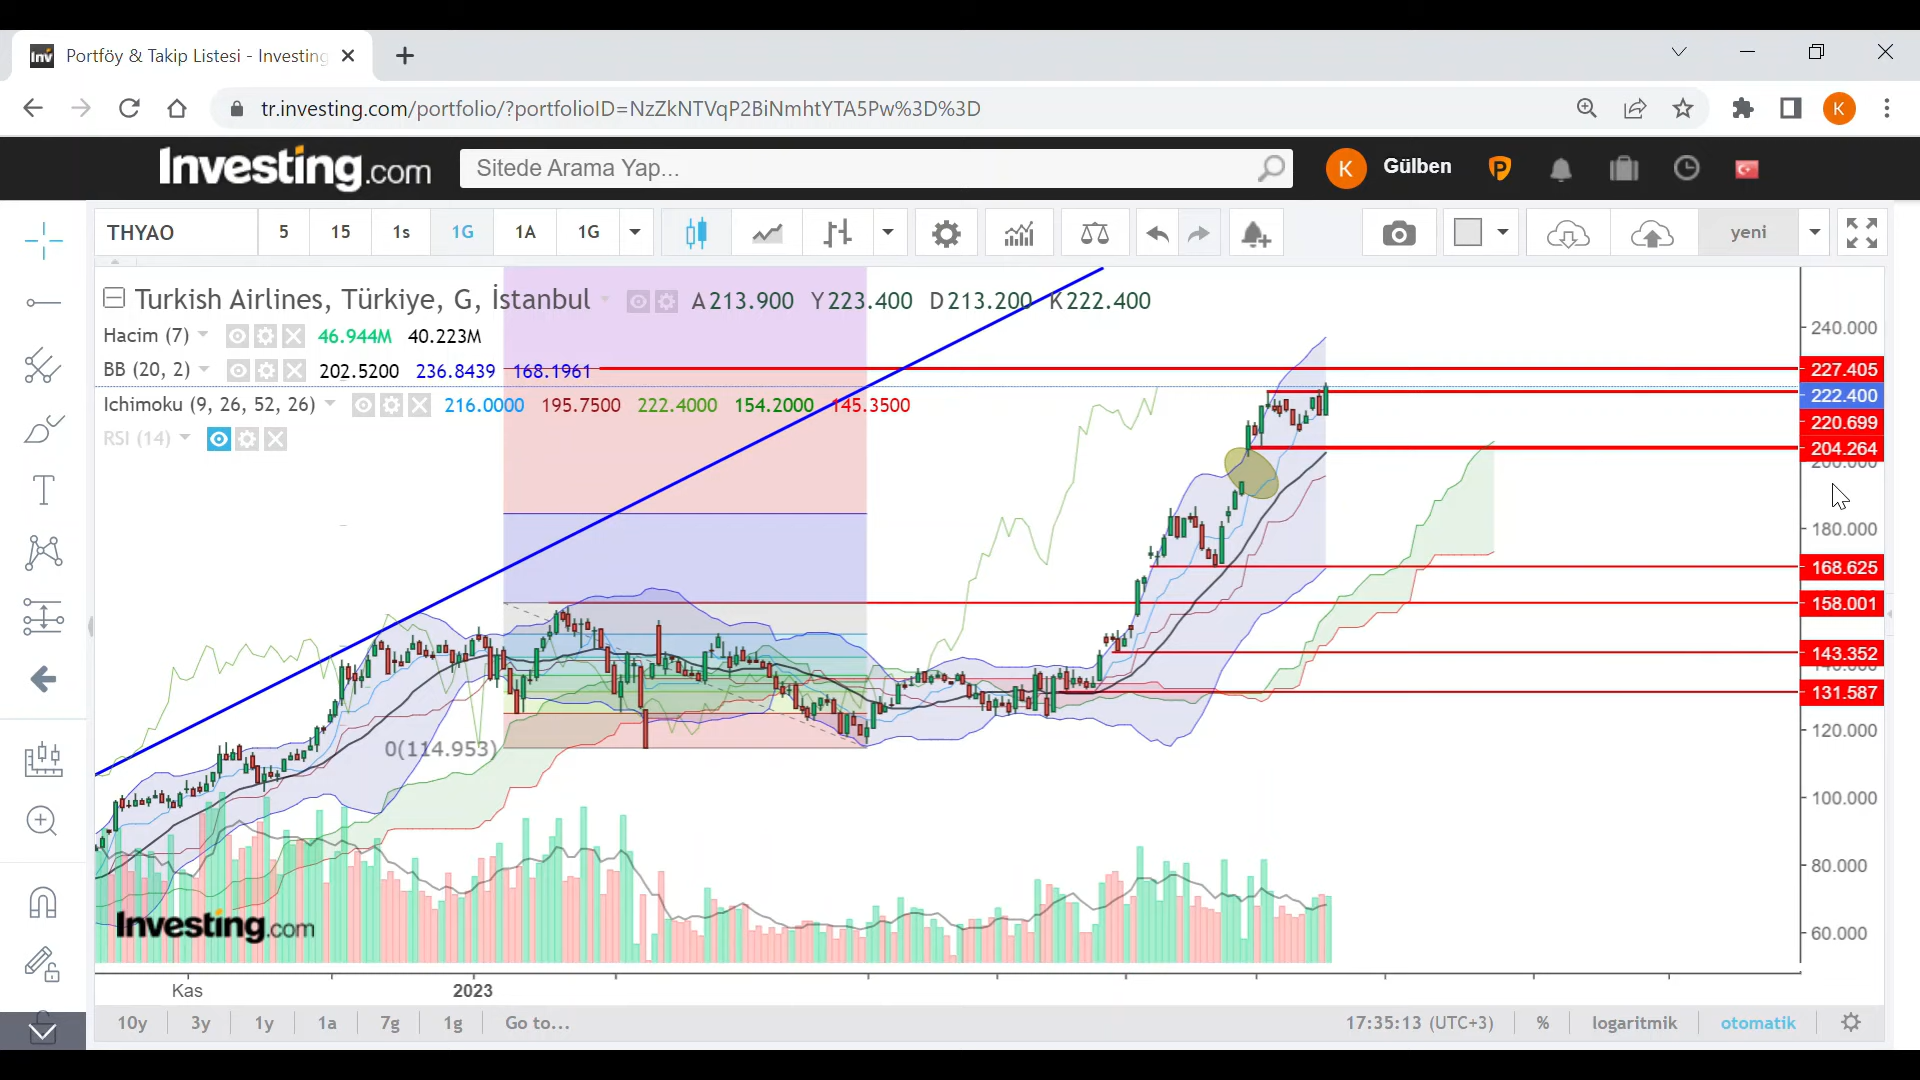 Portföy & Takip Listesi - Investing
tr.investing.com/portfolio/?portfolioID=NzZkNTVqP2BiNmhtYTA5Pw%3D%3D
K
Investing.com
Sitede Arama Yap...
K
Gülben
THYAO
5
15
1s
1G
1A
1G
yeni
Turkish Airlines, Türkiye, G, İstanbul
A213.900 Y223.400 D213.200 K222.400
Hacim (7) 46.944M 40.223M
BB (20, 2) 202.5200 236.8439 168.1961
Ichimoku (9, 26, 52, 26) 216.0000 195.7500 222.4000 154.2000 145.3500
RSI (14)
240.000
227.405
222.400
220.699
204.264
200.000
180.000
168.625
158.001
143.352
140.000
131.587
120.000
100.000
80.000
60.000
0(114.953)
Investing.com
Kas
2023
10y
3y
1y
1a
7g
1g
Go to...
17:35:13 (UTC+3)
%
logaritmik
otomatik